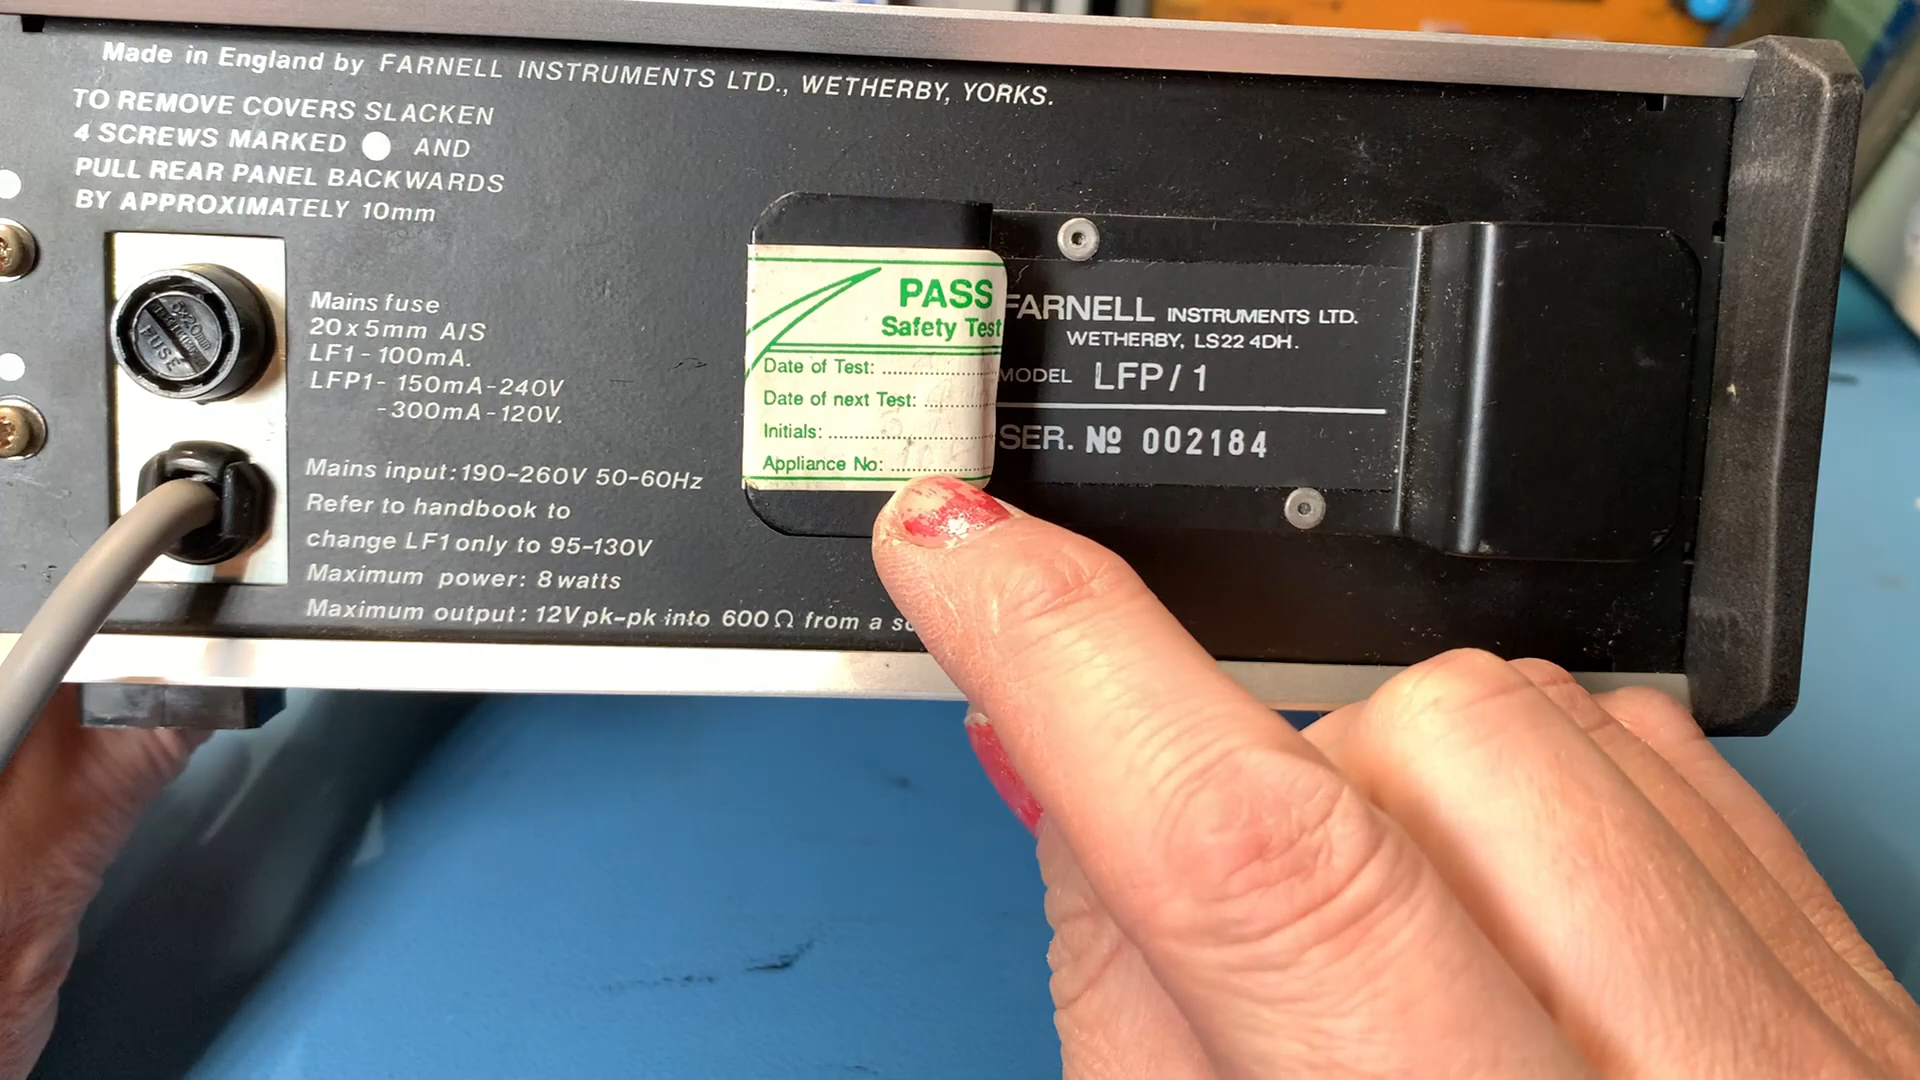 Made in England by FARNELL INSTRUMENTS LTD., WETHERBY, YORKS.
TO REMOVE COVERS SLACKEN
4 SCREWS MARKED AND
PULL REAR PANEL BACKWARDS
BY APPROXIMATELY 10mm
FUSE
Mains fuse
20x5mm A/S
LF1-100mA.
LFP1-150mA-240V
-300mA-120V.
Mains input:190-260V 50-60Hz
Refer to handbook to
change LF1 only to 95-130V
Maximum power: 8watts
Maximum output: 12V pk-pk into 600Ω from a
PASS
Safety Test
Date of Test:
Date of next Test:
Initials:
Appliance No:
FARNELL INSTRUMENTS LTD.
WETHERBY, LS22 4DH.
MODEL LFP/1
SER. Nº 002184